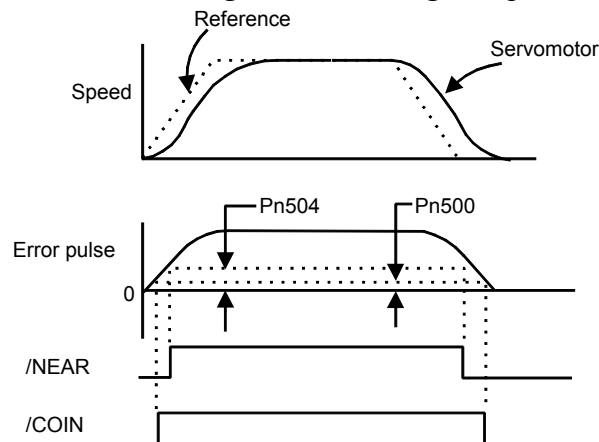 Reference
Servomotor
Speed
Pn504
Pn500
Error pulse
0
/NEAR
/COIN